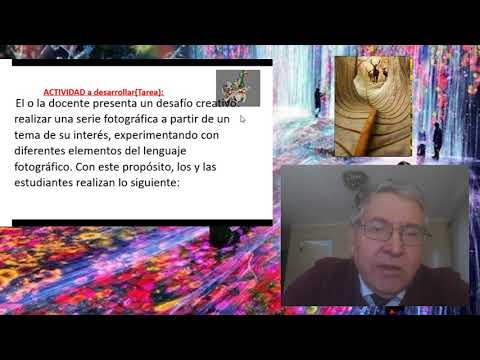 ACTIVIDAD a desarrollar(Tarea):
El o la docente presenta un desafío creativo:
realizar una serie fotográfica a partir de un
tema de su interés, experimentando con
diferentes elementos del lenguaje
fotográfico. Con este propósito, los y las
estudiantes realizan lo siguiente: